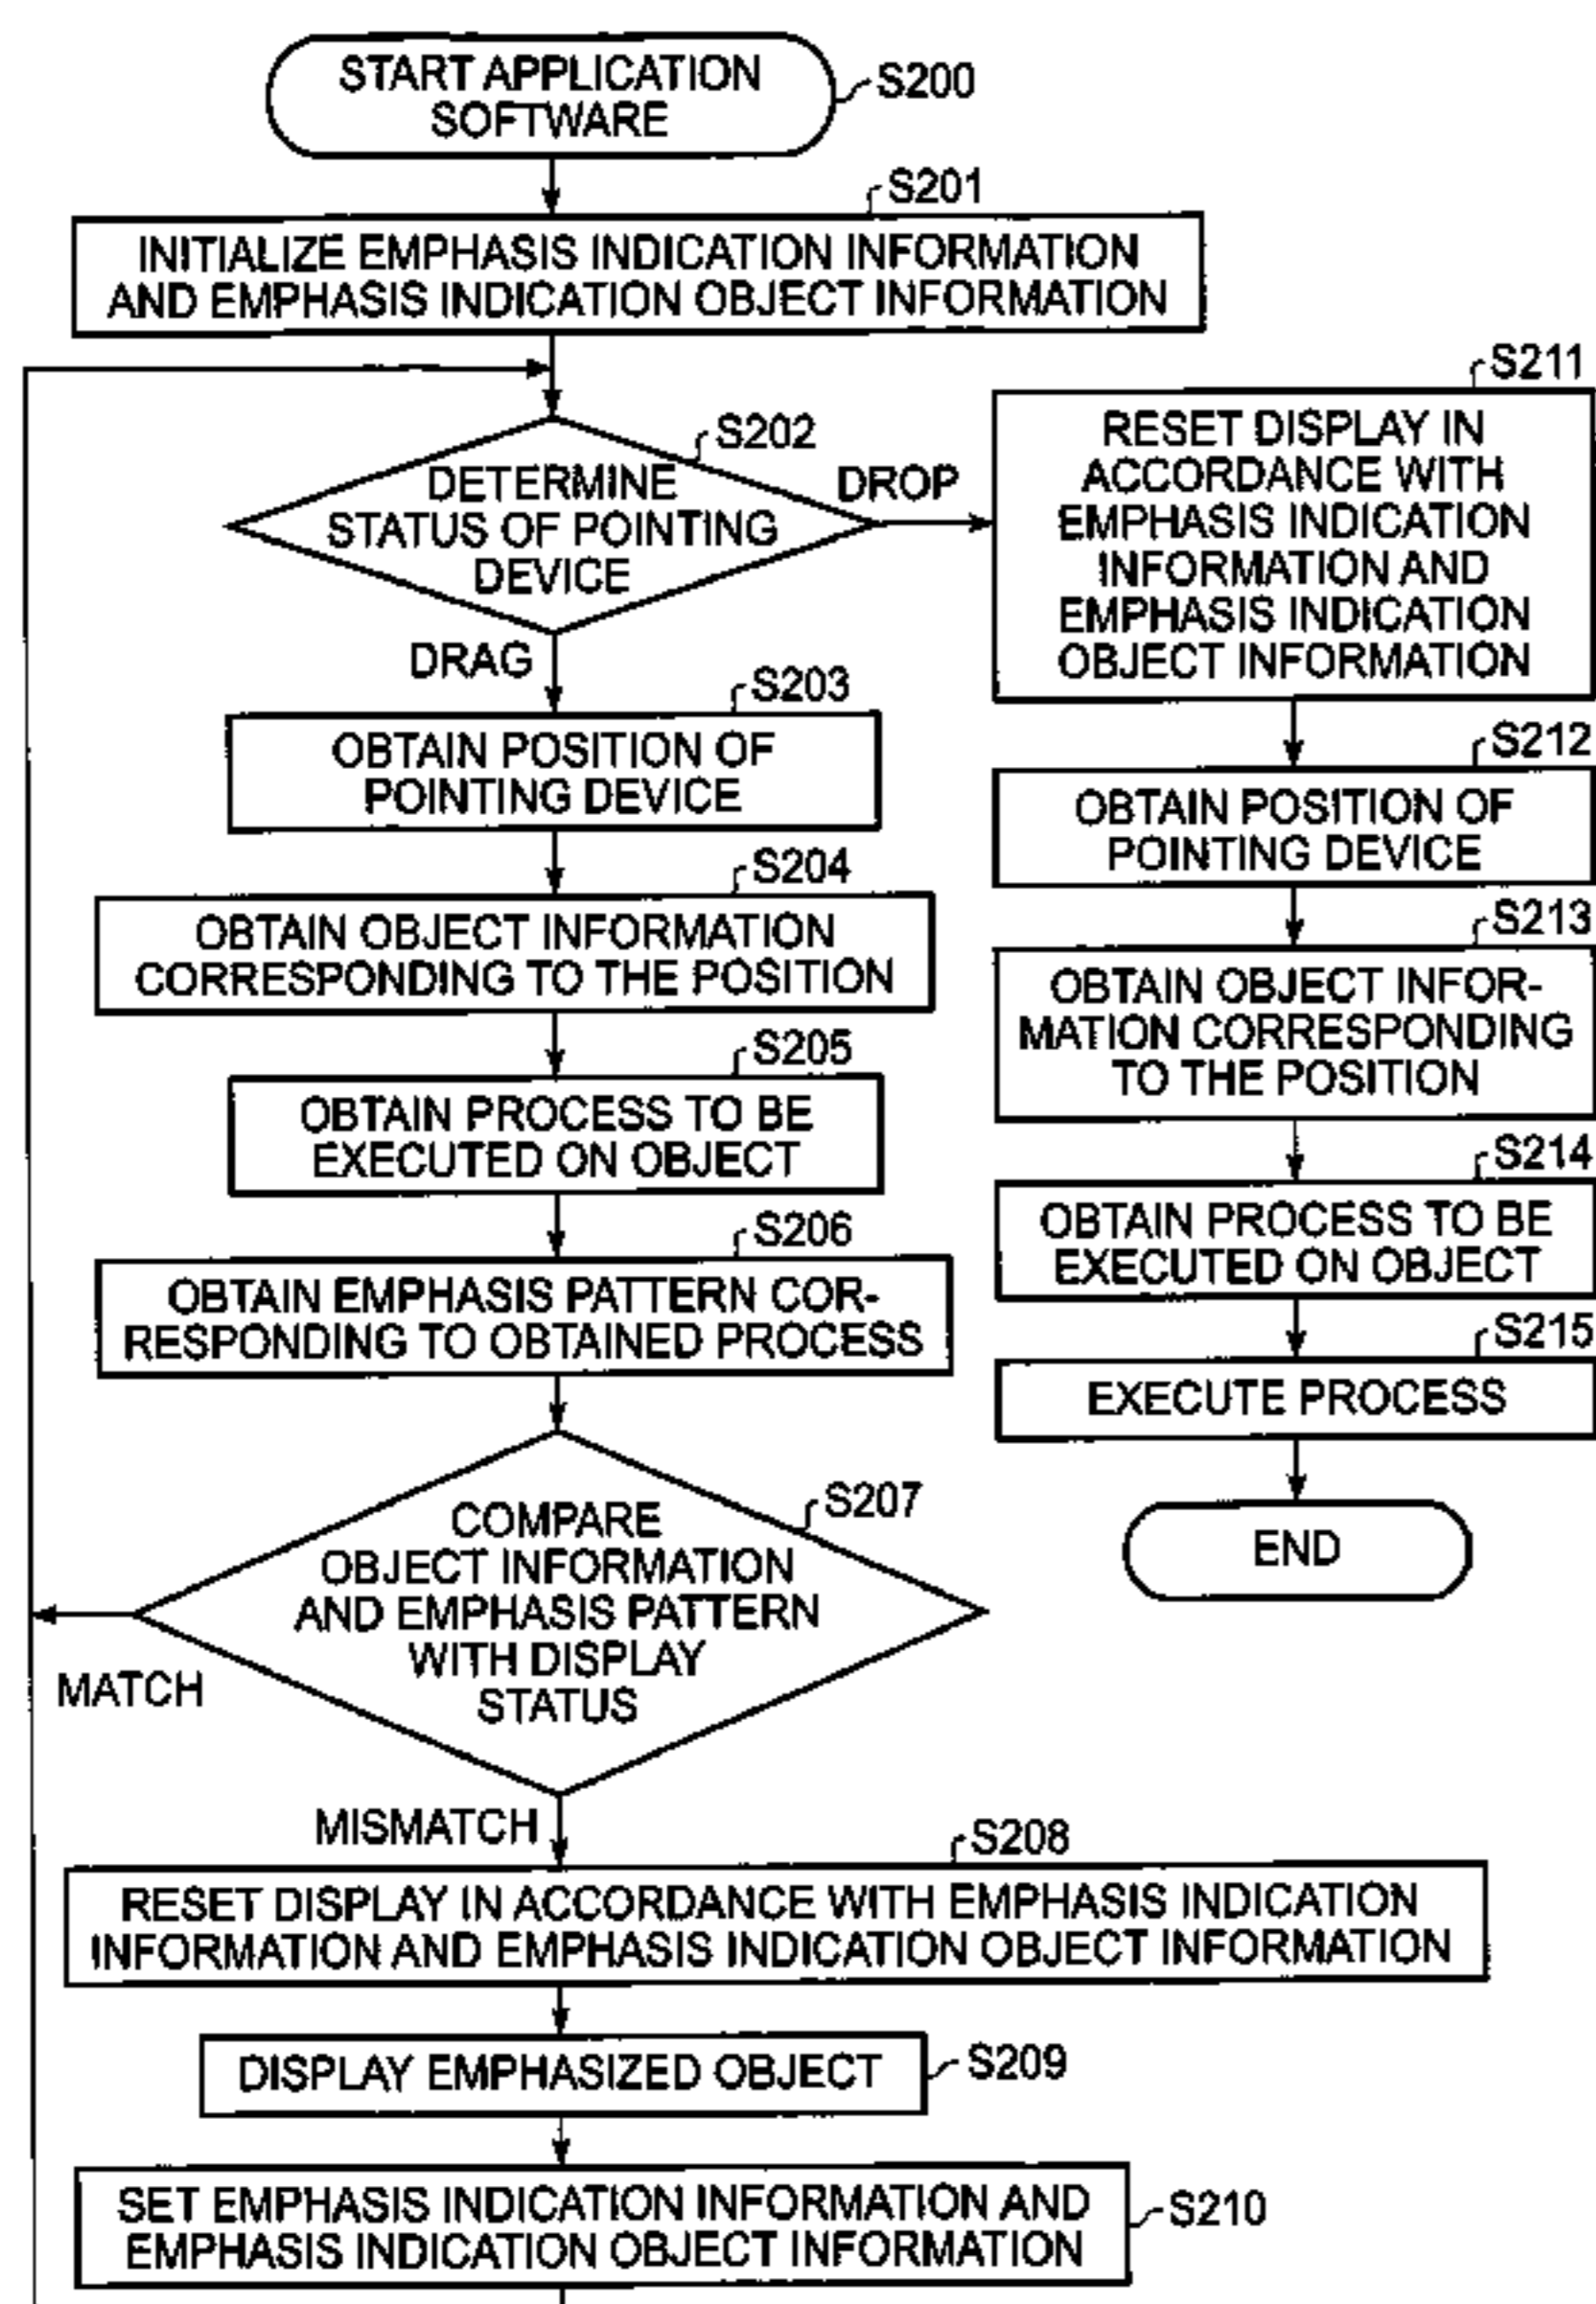 START APPLICATION
SOFTWARE
S200
S201
INITIALIZE EMPHASIS INDICATION INFORMATION
AND EMPHASIS INDICATION OBJECT INFORMATION
S202
DETERMINE
STATUS OF POINTING
DEVICE
DROP
DRAG
S203
OBTAIN POSITION OF
POINTING DEVICE
S204
OBTAIN OBJECT INFORMATION
CORRESPONDING TO THE POSITION
S205
OBTAIN PROCESS TO BE
EXECUTED ON OBJECT
S206
OBTAIN EMPHASIS PATTERN COR-
RESPONDING TO OBTAINED PROCESS
S207
COMPARE
OBJECT INFORMATION
AND EMPHASIS PATTERN
WITH DISPLAY
STATUS
MATCH
MISMATCH
S208
RESET DISPLAY IN ACCORDANCE WITH EMPHASIS INDICATION
INFORMATION AND EMPHASIS INDICATION OBJECT INFORMATION
DISPLAY EMPHASIZED OBJECT
S209
SET EMPHASIS INDICATION INFORMATION AND
EMPHASIS INDICATION OBJECT INFORMATION
S210
S211
RESET DISPLAY IN
ACCORDANCE WITH
EMPHASIS INDICATION
INFORMATION AND
EMPHASIS INDICATION
OBJECT INFORMATION
S212
OBTAIN POSITION OF
POINTING DEVICE
S213
OBTAIN OBJECT INFOR-
MATION CORRESPONDING
TO THE POSITION
S214
OBTAIN PROCESS TO BE
EXECUTED ON OBJECT
S215
EXECUTE PROCESS
END